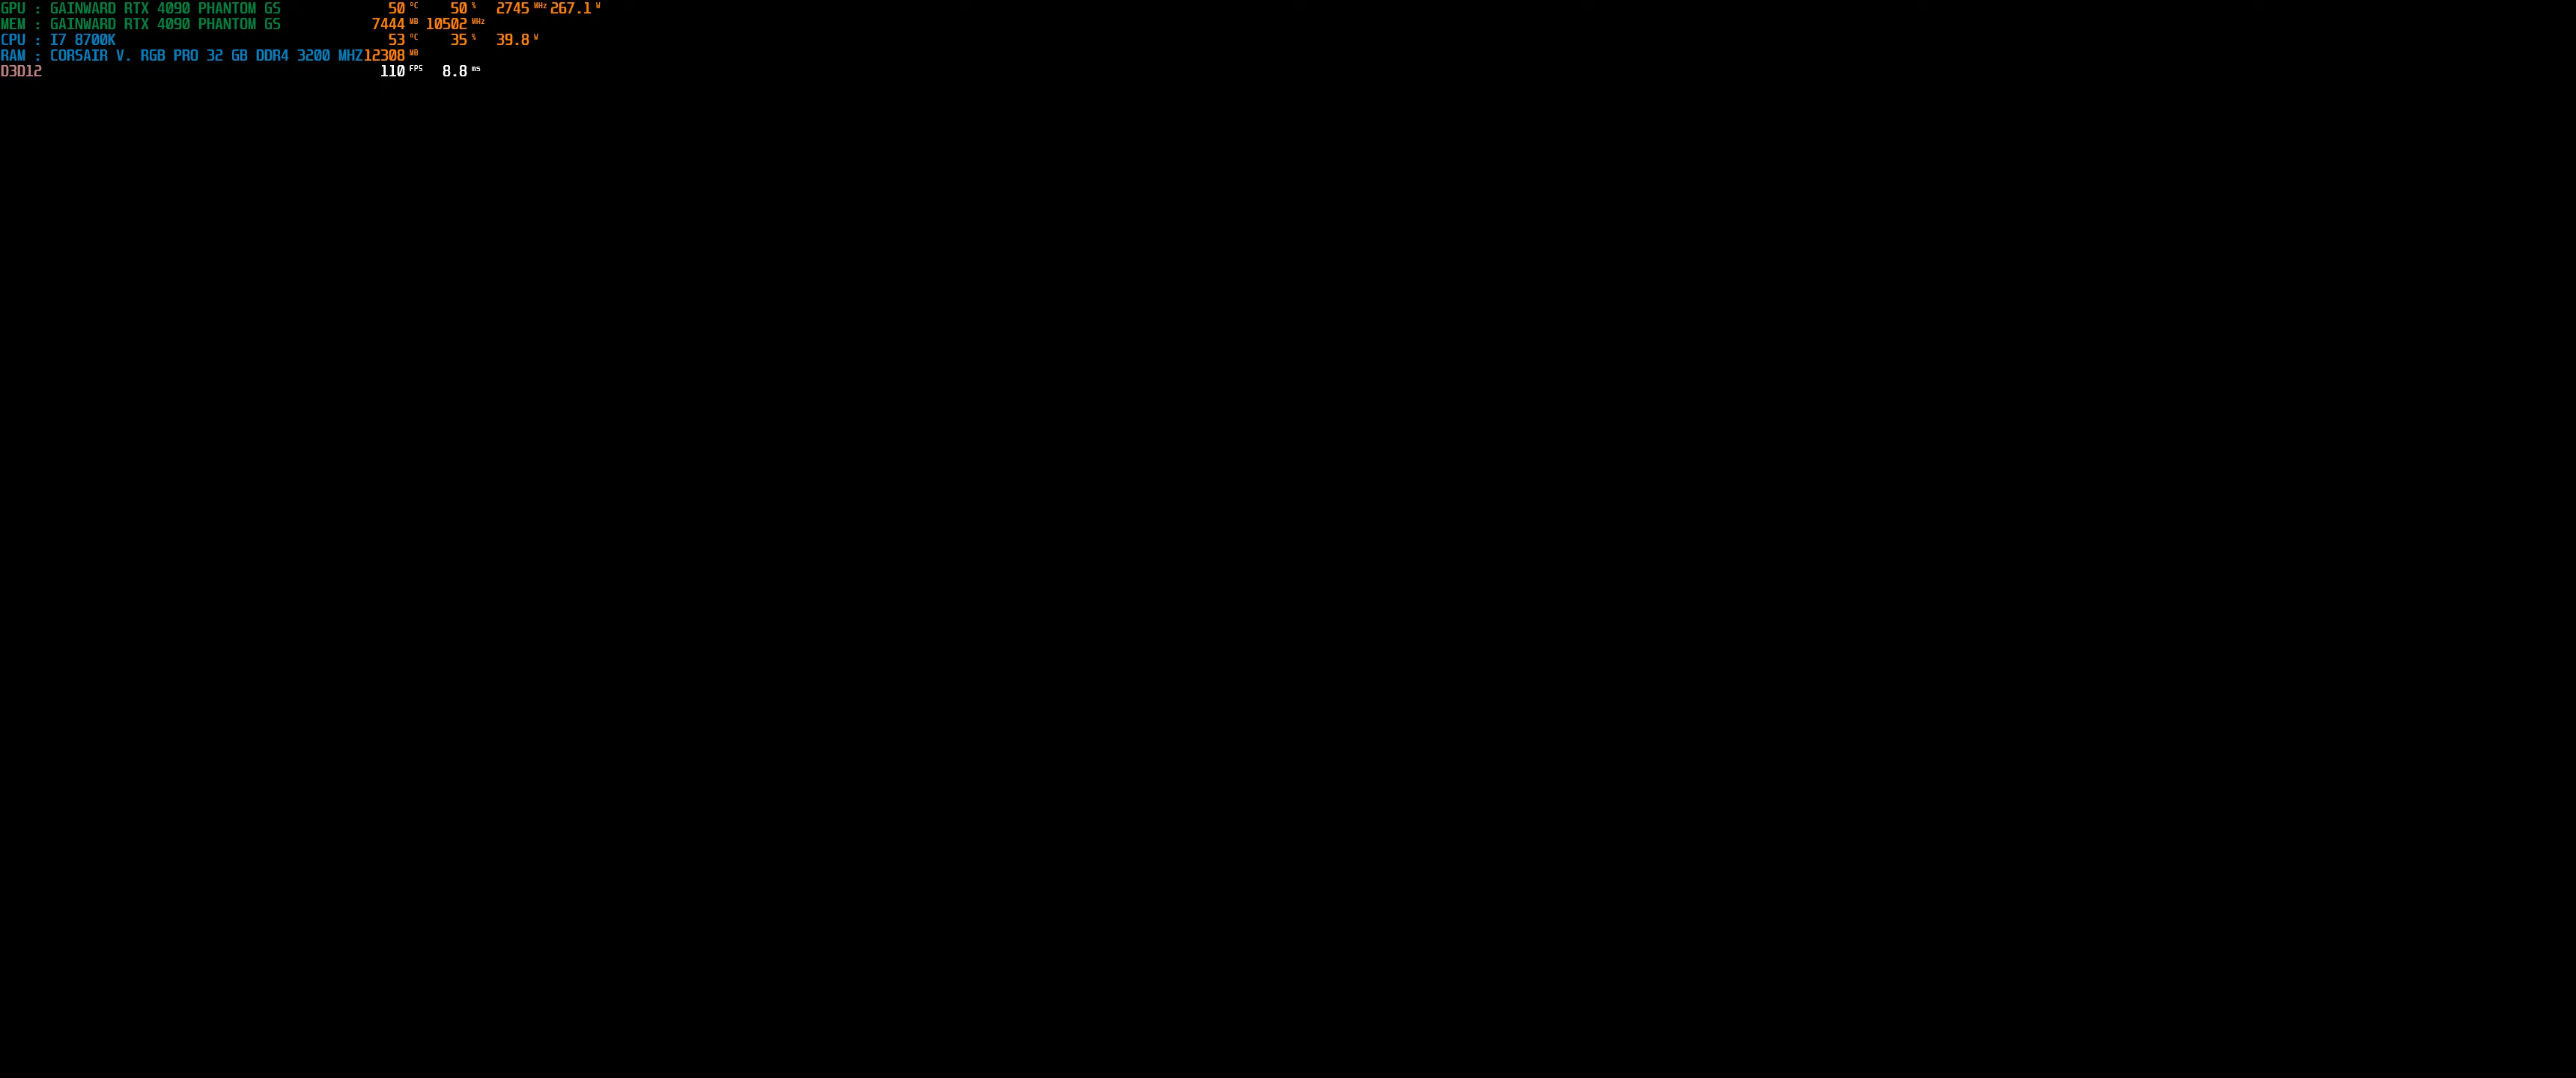 GPU : GAINWARD RTX 4090 PHANTOM GS 50 °C 50 % 2745 MHz 267.1 W
MEM : GAINWARD RTX 4090 PHANTOM GS 7444 MB 10502 MHz
CPU : I7 8700K 53 °C 35 % 39.8 W
RAM : CORSAIR V. RGB PRO 32 GB DDR4 3200 MHZ 12308 MB
D3D12 110 FPS 8.8 ms